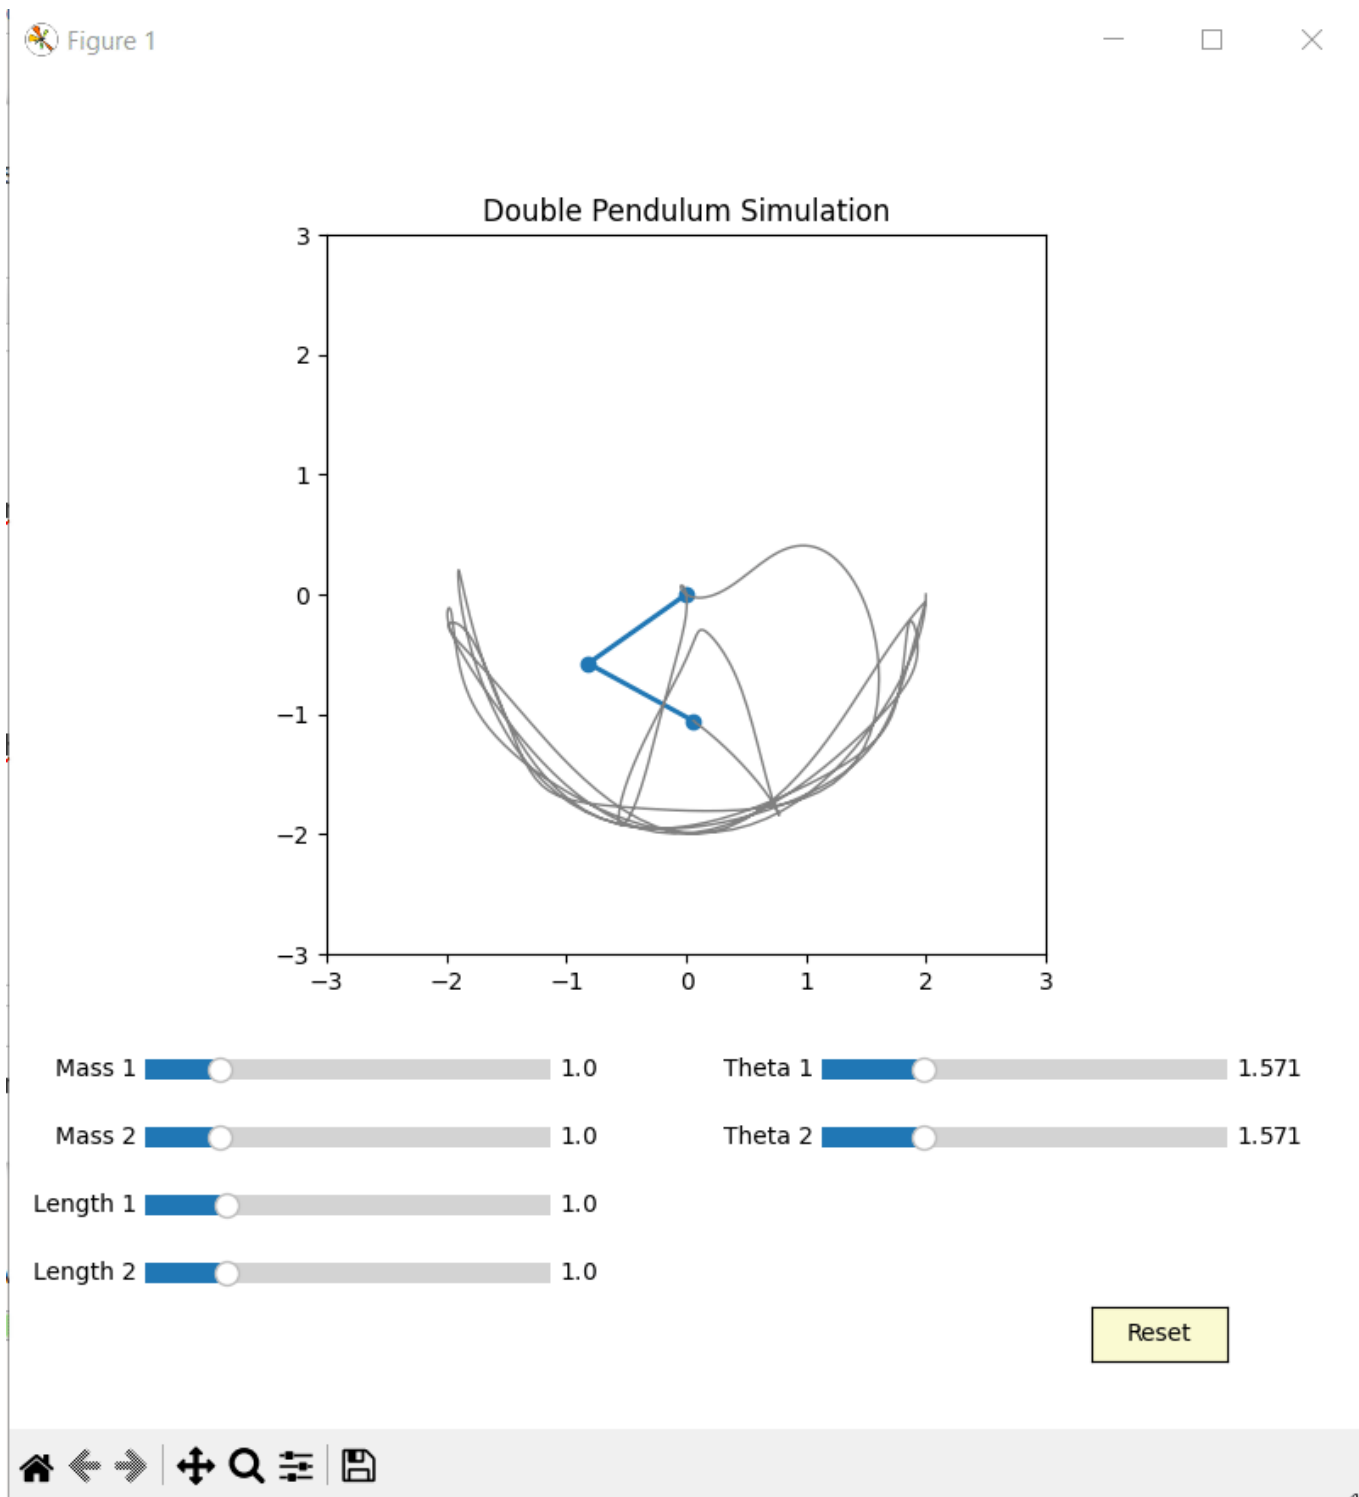 Figure 1
Double Pendulum Simulation
3
2
1
0
−1
−2
−3
−3 −2 −1 0 1 2 3
Mass 1 1.0 Theta 1 1.571
Mass 2 1.0 Theta 2 1.571
Length 1 1.0
Length 2 1.0
Reset